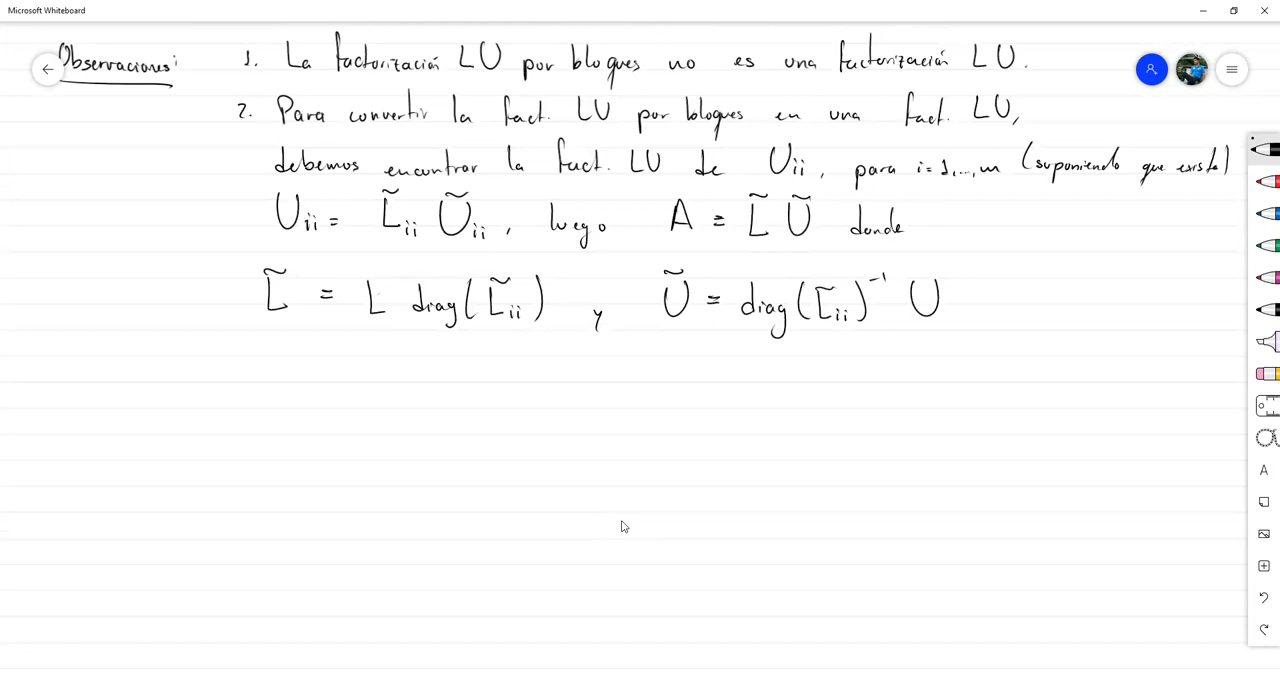 Microsoft Whiteboard
Observaciones: 1. La factorización LU por bloques no es una factorización LU.
2. Para convertir la fact. LU por bloques en una fact. LU,
debemos encontrar la fact. LU de Uᵢᵢ, para i=1,...,m (suponiendo que existe)
Uᵢᵢ = L̃ᵢᵢ Ũᵢᵢ, luego A = L̃ Ũ donde
L̃ = L diag(L̃ᵢᵢ) y Ũ = diag(L̃ᵢᵢ)⁻¹ U
A